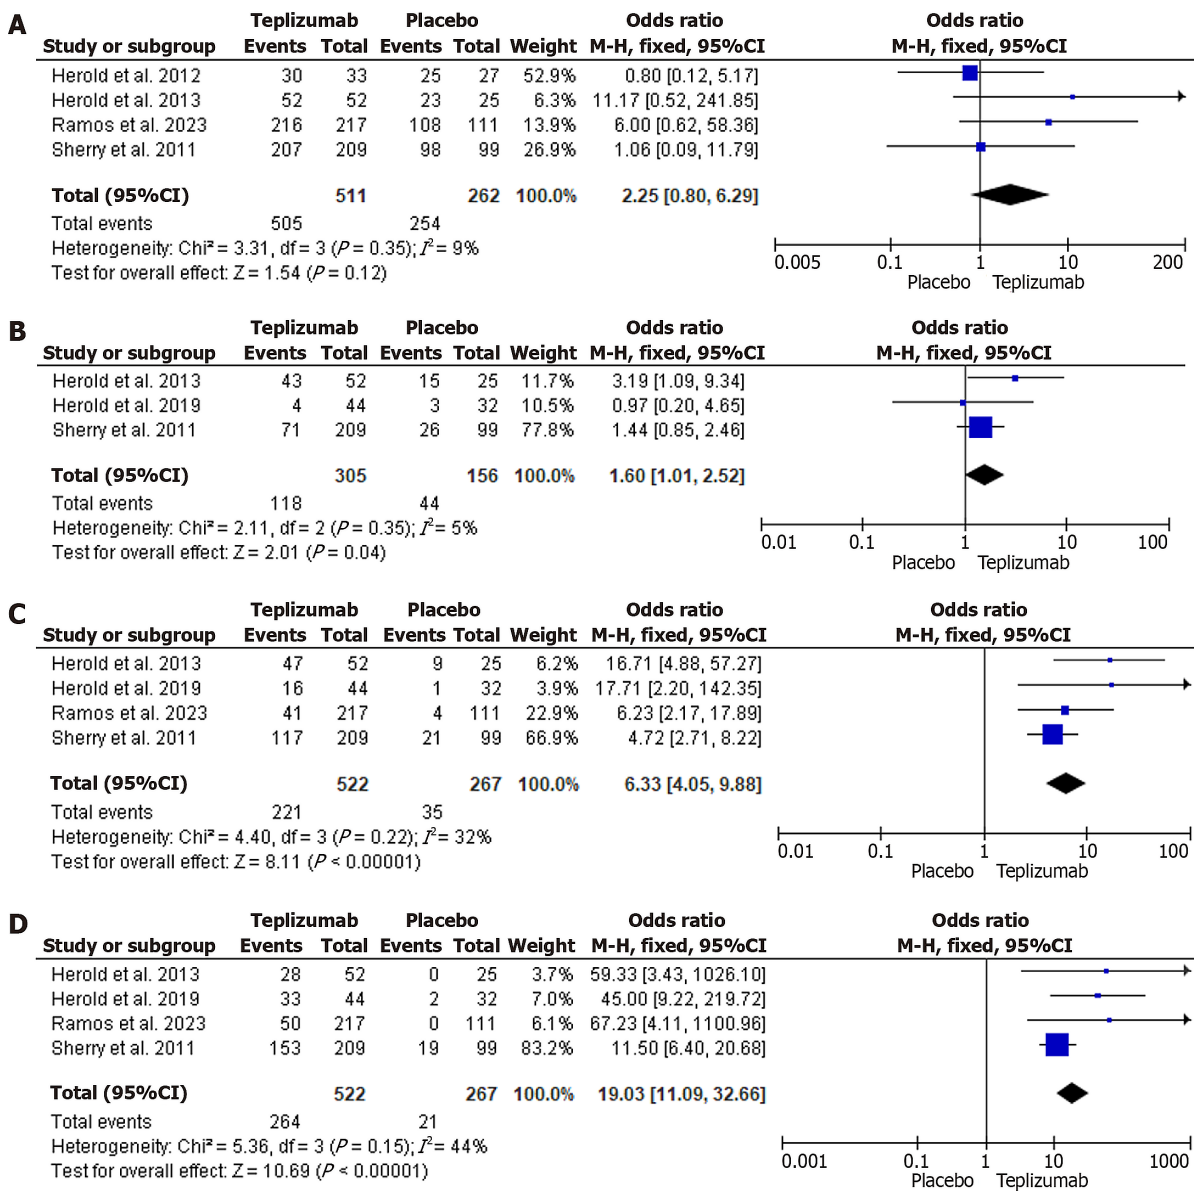 A
Teplizumab Placebo Odds ratio Odds ratio
Study or subgroup Events Total Events Total Weight M-H, fixed, 95%CI M-H, fixed, 95%CI
Herold et al. 2012 30 33 25 27 52.9% 0.80 [0.12, 5.17]
Herold et al. 2013 52 52 23 25 6.3% 11.17 [0.52, 241.85]
Ramos et al. 2023 216 217 108 111 13.9% 6.00 [0.62, 58.36]
Sherry et al. 2011 207 209 98 99 26.9% 1.06 [0.09, 11.79]
Total (95%CI) 511 262 100.0% 2.25 [0.80, 6.29]
Total events 505 254
Heterogeneity: Chi² = 3.31, df = 3 (P = 0.35); I² = 9%
Test for overall effect: Z = 1.54 (P = 0.12)
0.005 0.1 1 10 200
Placebo Teplizumab
B
Teplizumab Placebo Odds ratio Odds ratio
Study or subgroup Events Total Events Total Weight M-H, fixed, 95%CI M-H, fixed, 95%CI
Herold et al. 2013 43 52 15 25 11.7% 3.19 [1.09, 9.34]
Herold et al. 2019 4 44 3 32 10.5% 0.97 [0.20, 4.65]
Sherry et al. 2011 71 209 26 99 77.8% 1.44 [0.85, 2.46]
Total (95%CI) 305 156 100.0% 1.60 [1.01, 2.52]
Total events 118 44
Heterogeneity: Chi² = 2.11, df = 2 (P = 0.35); I² = 5%
Test for overall effect: Z = 2.01 (P = 0.04)
0.01 0.1 1 10 100
Placebo Teplizumab
C
Teplizumab Placebo Odds ratio Odds ratio
Study or subgroup Events Total Events Total Weight M-H, fixed, 95%CI M-H, fixed, 95%CI
Herold et al. 2013 47 52 9 25 6.2% 16.71 [4.88, 57.27]
Herold et al. 2019 16 44 1 32 3.9% 17.71 [2.20, 142.35]
Ramos et al. 2023 41 217 4 111 22.9% 6.23 [2.17, 17.89]
Sherry et al. 2011 117 209 21 99 66.9% 4.72 [2.71, 8.22]
Total (95%CI) 522 267 100.0% 6.33 [4.05, 9.88]
Total events 221 35
Heterogeneity: Chi² = 4.40, df = 3 (P = 0.22); I² = 32%
Test for overall effect: Z = 8.11 (P < 0.00001)
0.01 0.1 1 10 100
Placebo Teplizumab
D
Teplizumab Placebo Odds ratio Odds ratio
Study or subgroup Events Total Events Total Weight M-H, fixed, 95%CI M-H, fixed, 95%CI
Herold et al. 2013 28 52 0 25 3.7% 59.33 [3.43, 1026.10]
Herold et al. 2019 33 44 2 32 7.0% 45.00 [9.22, 219.72]
Ramos et al. 2023 50 217 0 111 6.1% 67.23 [4.11, 1100.96]
Sherry et al. 2011 153 209 19 99 83.2% 11.50 [6.40, 20.68]
Total (95%CI) 522 267 100.0% 19.03 [11.09, 32.66]
Total events 264 21
Heterogeneity: Chi² = 5.36, df = 3 (P = 0.15); I² = 44%
Test for overall effect: Z = 10.69 (P < 0.00001)
0.001 0.1 1 10 1000
Placebo Teplizumab